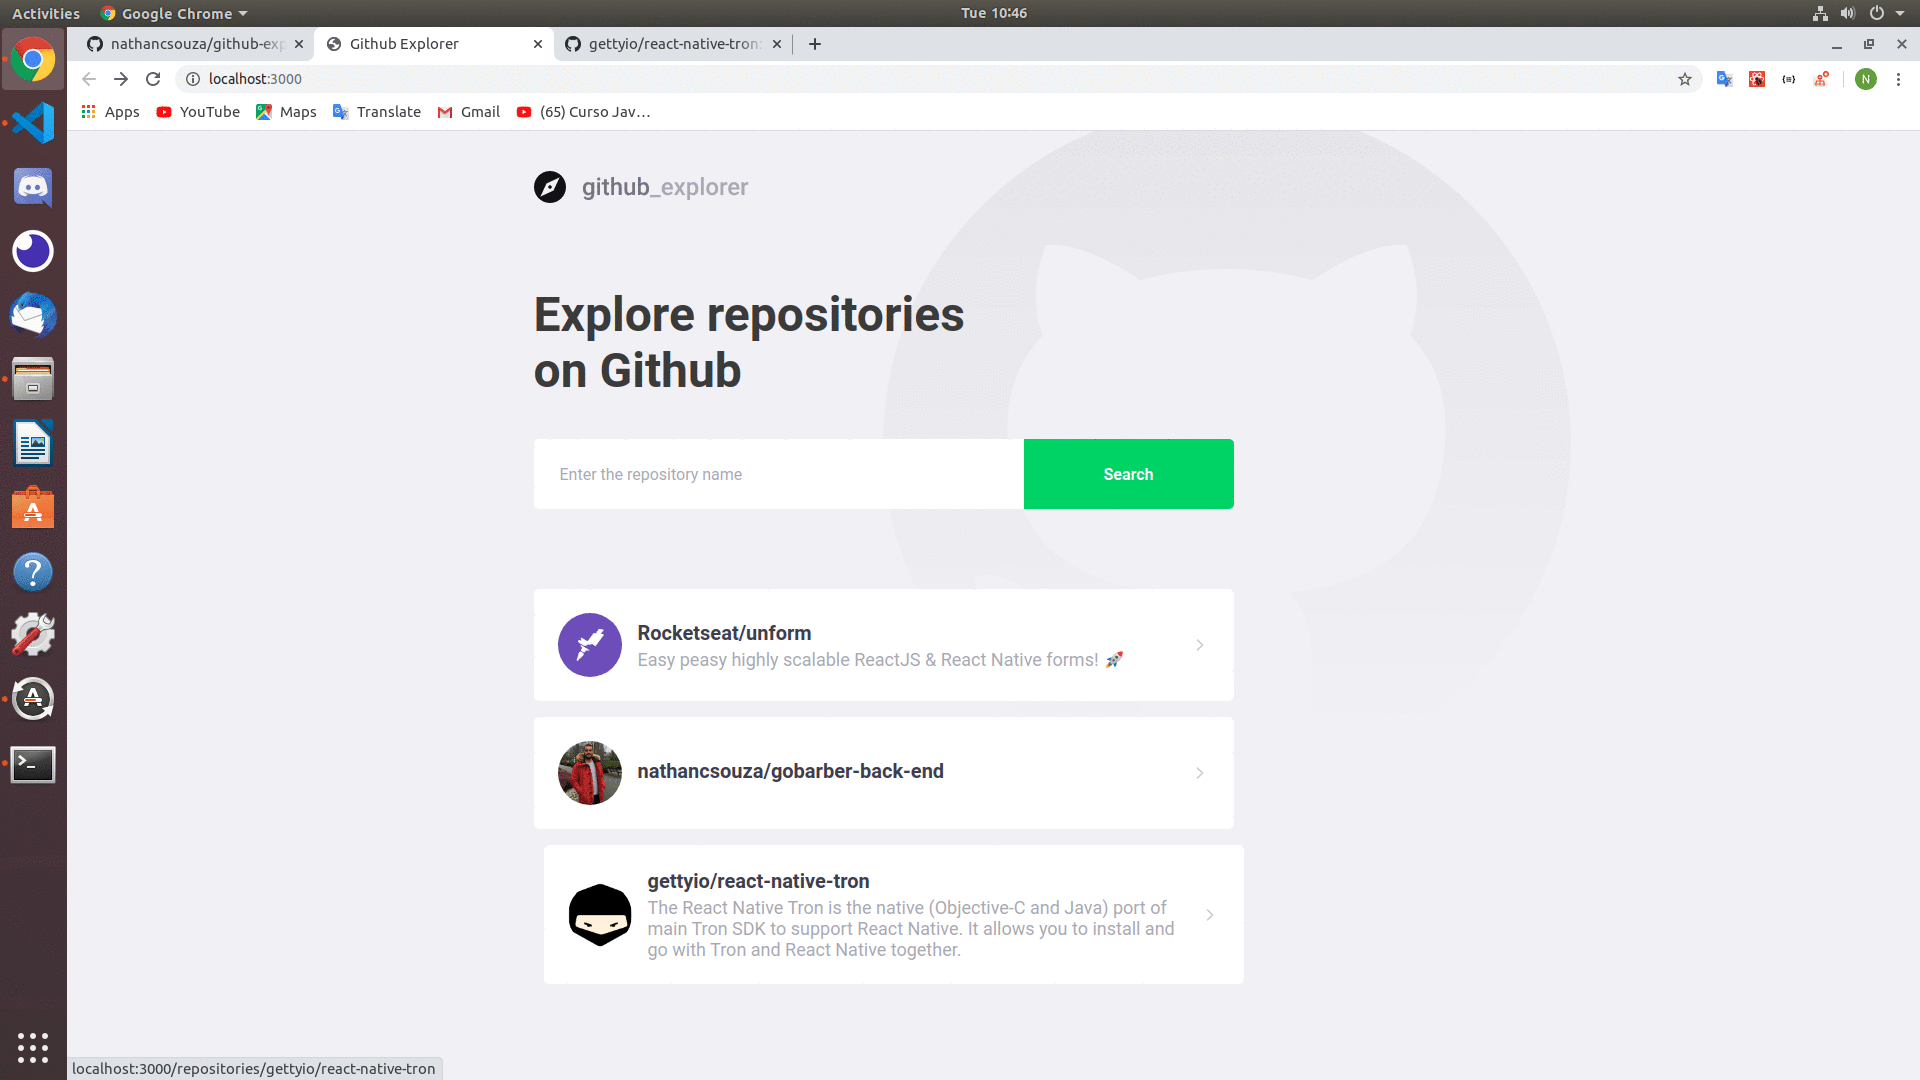 Activities
Google Chrome
Tue 10:46
nathancsouza/github-exp
Github Explorer
gettyio/react-native-tron:
localhost:3000
N
Apps
YouTube
Maps
Translate
Gmail
(65) Curso Jav…
github_explorer
Explore repositories
on Github
Enter the repository name
Search
Rocketseat/unform
Easy peasy highly scalable ReactJS & React Native forms! 🚀
nathancsouza/gobarber-back-end
gettyio/react-native-tron
The React Native Tron is the native (Objective-C and Java) port of
main Tron SDK to support React Native. It allows you to install and
go with Tron and React Native together.
localhost:3000/repositories/gettyio/react-native-tron